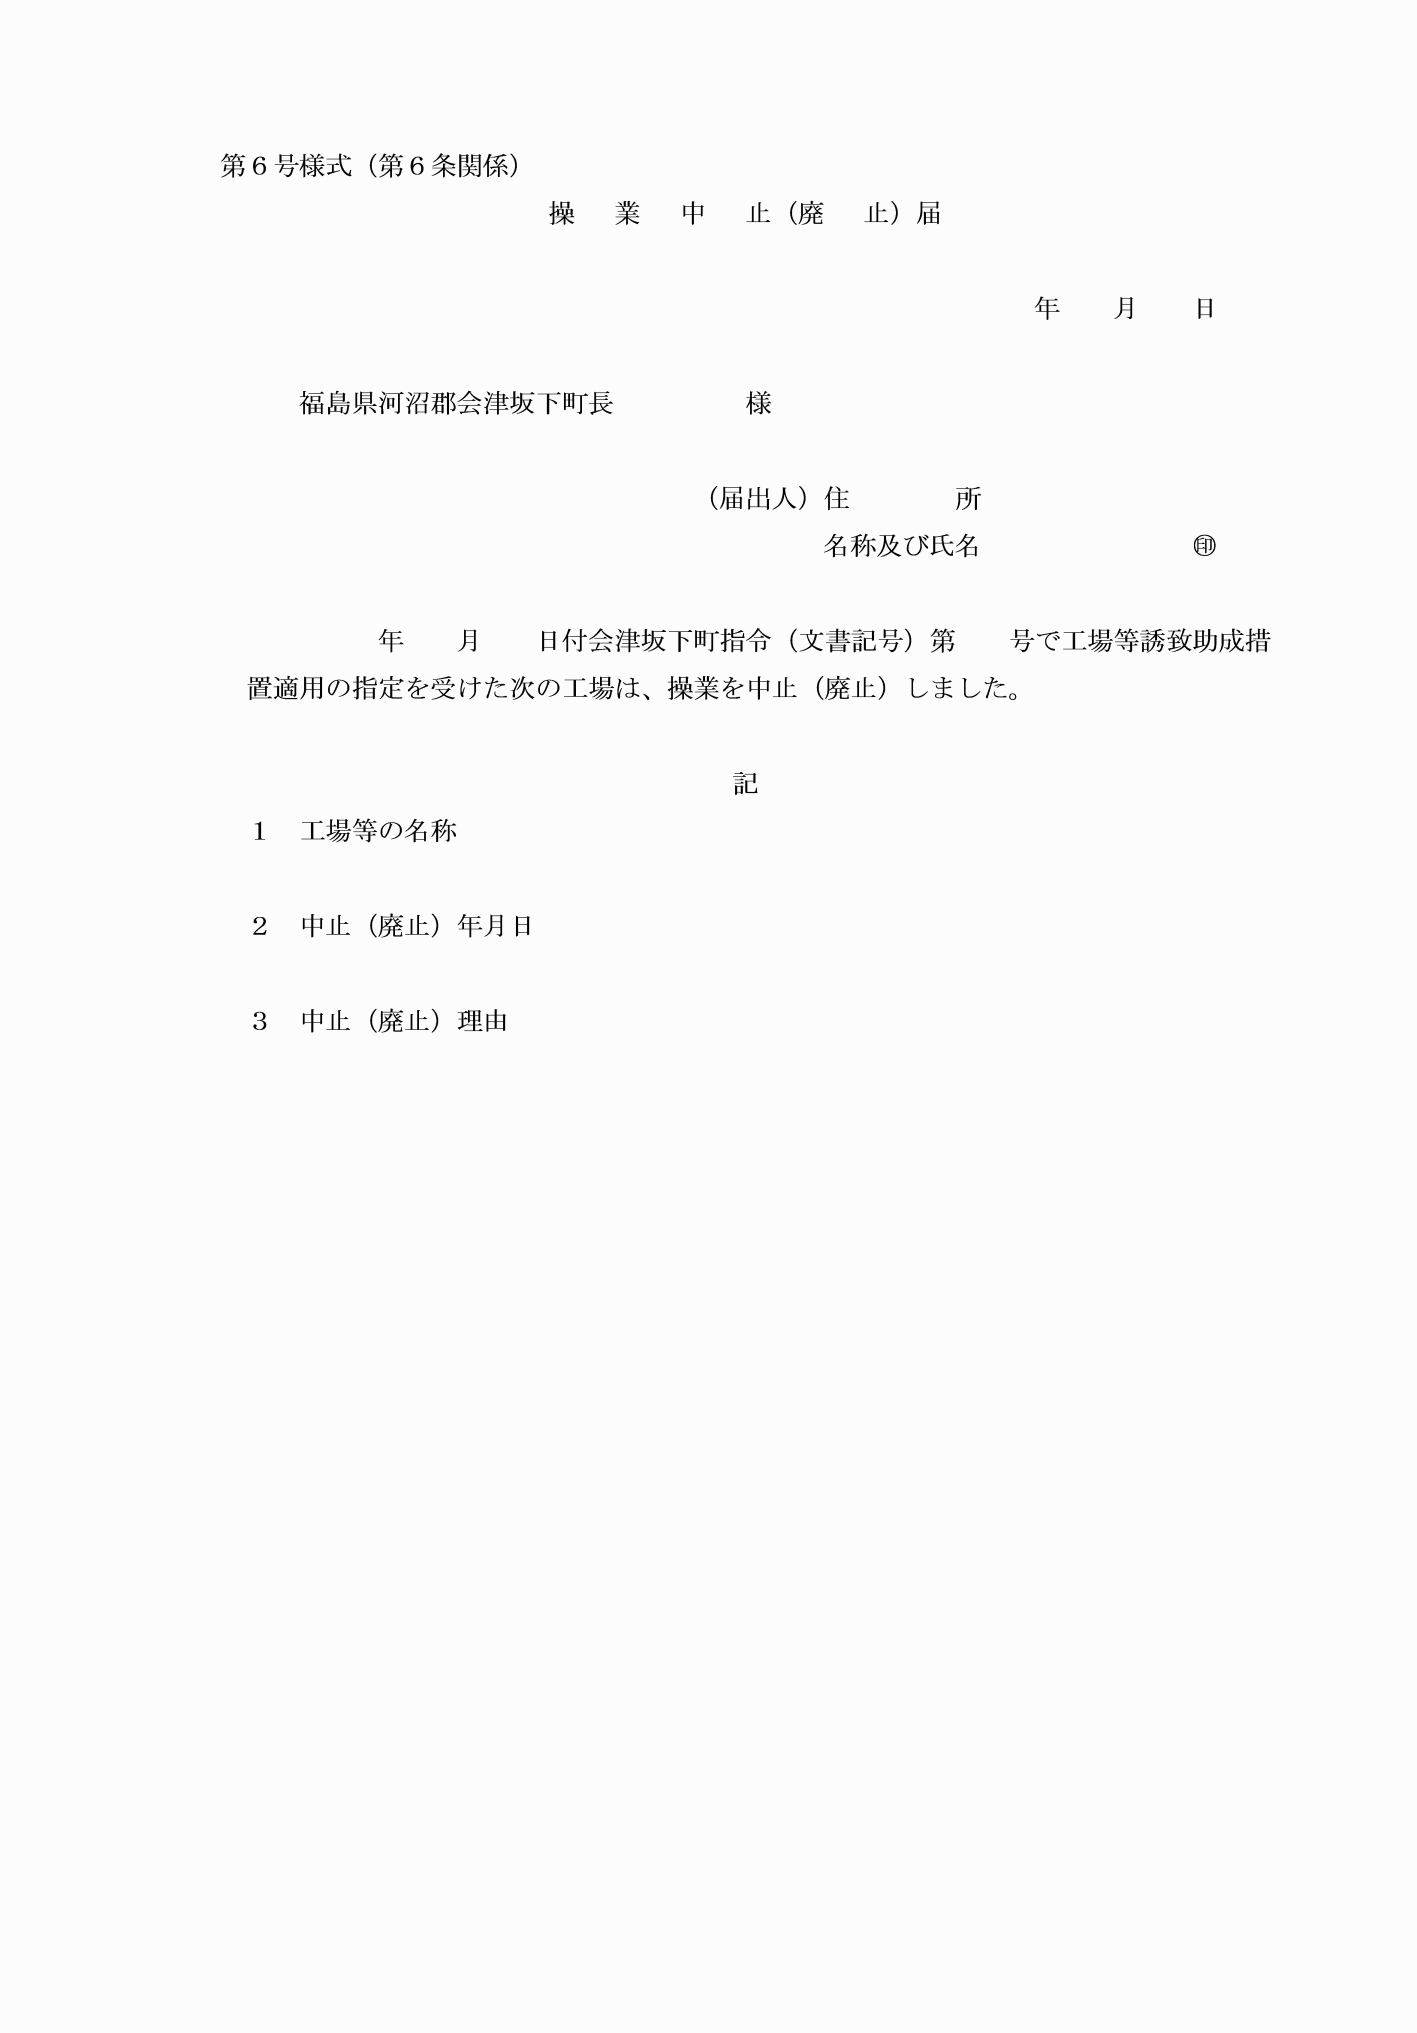 第６号様式（第６条関係）
操　業　中　止（廃　止）届
年　　月　　日
福島県河沼郡会津坂下町長　　　　　様
（届出人）住　　　　所
名称及び氏名　　　　　　　　㊞
年　　月　　日付会津坂下町指令（文書記号）第　　号で工場等誘致助成措
置適用の指定を受けた次の工場は、操業を中止（廃止）しました。
記
１　工場等の名称
２　中止（廃止）年月日
３　中止（廃止）理由